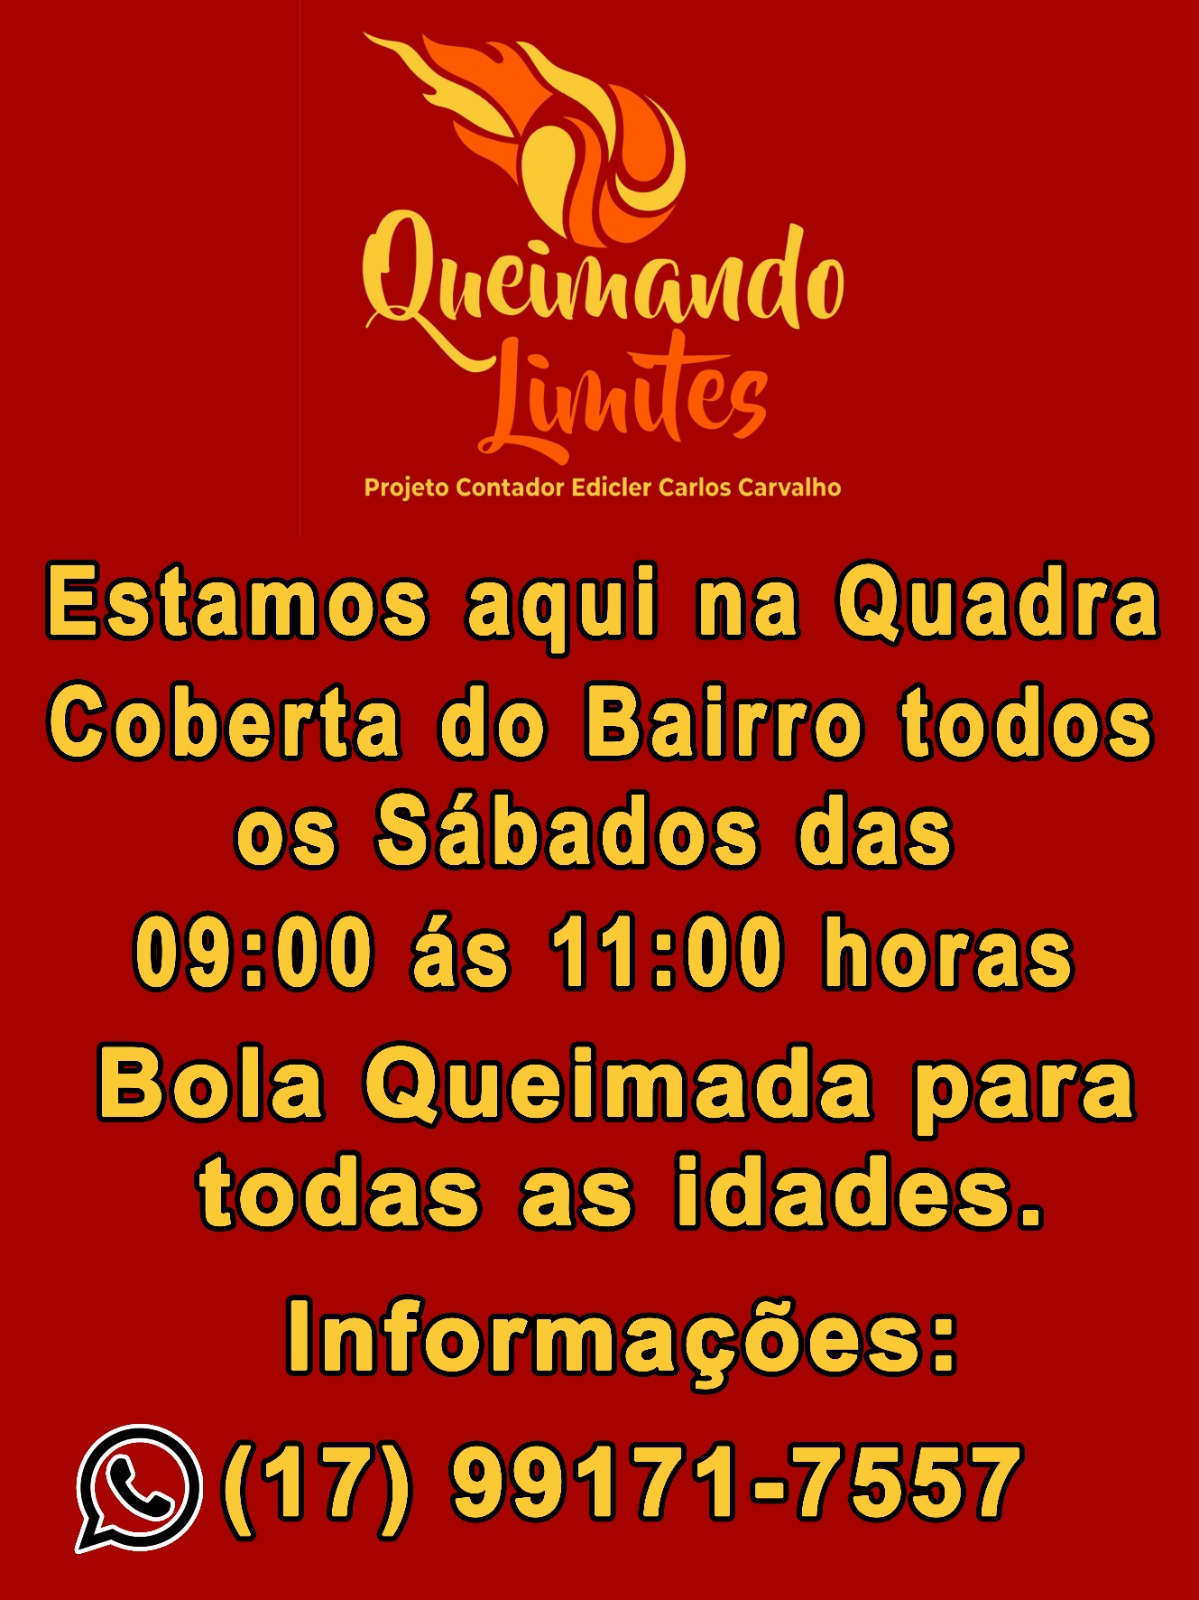 Queimando
Limites
Projeto Contador Edicler Carlos Carvalho
Estamos aqui na Quadra
Coberta do Bairro todos
os Sábados das
09:00 ás 11:00 horas
Bola Queimada para
todas as idades.
Informações:
(17) 99171-7557